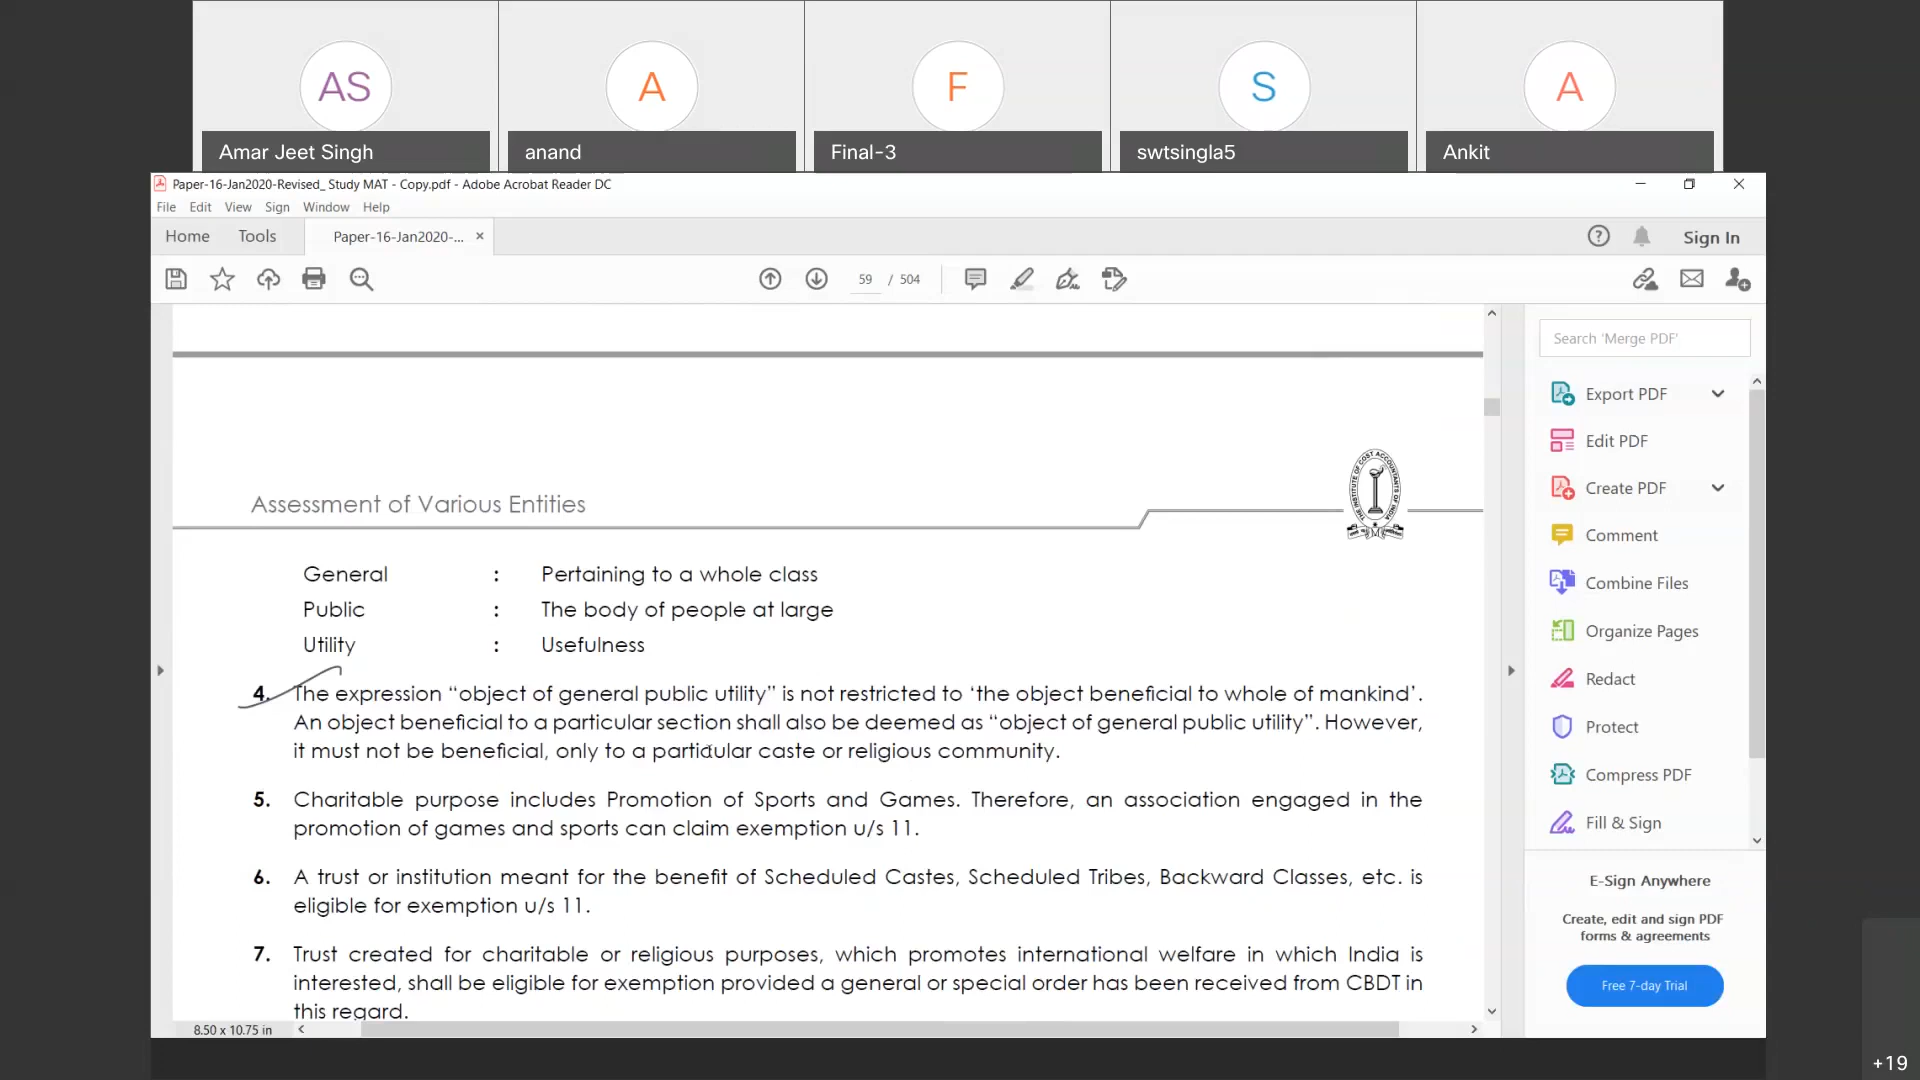 AS
A
F
S
A
Amar Jeet Singh
anand
Final-3
swtsingla5
Ankit
Paper-16-Jan2020-Revised_ Study MAT - Copy.pdf - Adobe Acrobat Reader DC
File Edit View Sign Window Help
Home Tools Paper-16-Jan2020-... × Sign In
59 / 504
Search 'Merge PDF'
Export PDF
Edit PDF
Create PDF
Comment
Combine Files
Organize Pages
Redact
Protect
Compress PDF
Fill & Sign
E-Sign Anywhere
Create, edit and sign PDF
forms & agreements
Free 7-day Trial
Assessment of Various Entities
THE INSTITUTE OF COST ACCOUNTANTS OF INDIA
General : Pertaining to a whole class
Public : The body of people at large
Utility : Usefulness
4. The expression “object of general public utility” is not restricted to ‘the object beneficial to whole of mankind’.
An object beneficial to a particular section shall also be deemed as “object of general public utility”. However,
it must not be beneficial, only to a particular caste or religious community.
5. Charitable purpose includes Promotion of Sports and Games. Therefore, an association engaged in the
promotion of games and sports can claim exemption u/s 11.
6. A trust or institution meant for the benefit of Scheduled Castes, Scheduled Tribes, Backward Classes, etc. is
eligible for exemption u/s 11.
7. Trust created for charitable or religious purposes, which promotes international welfare in which India is
interested, shall be eligible for exemption provided a general or special order has been received from CBDT in
this regard.
8.50 x 10.75 in
+19